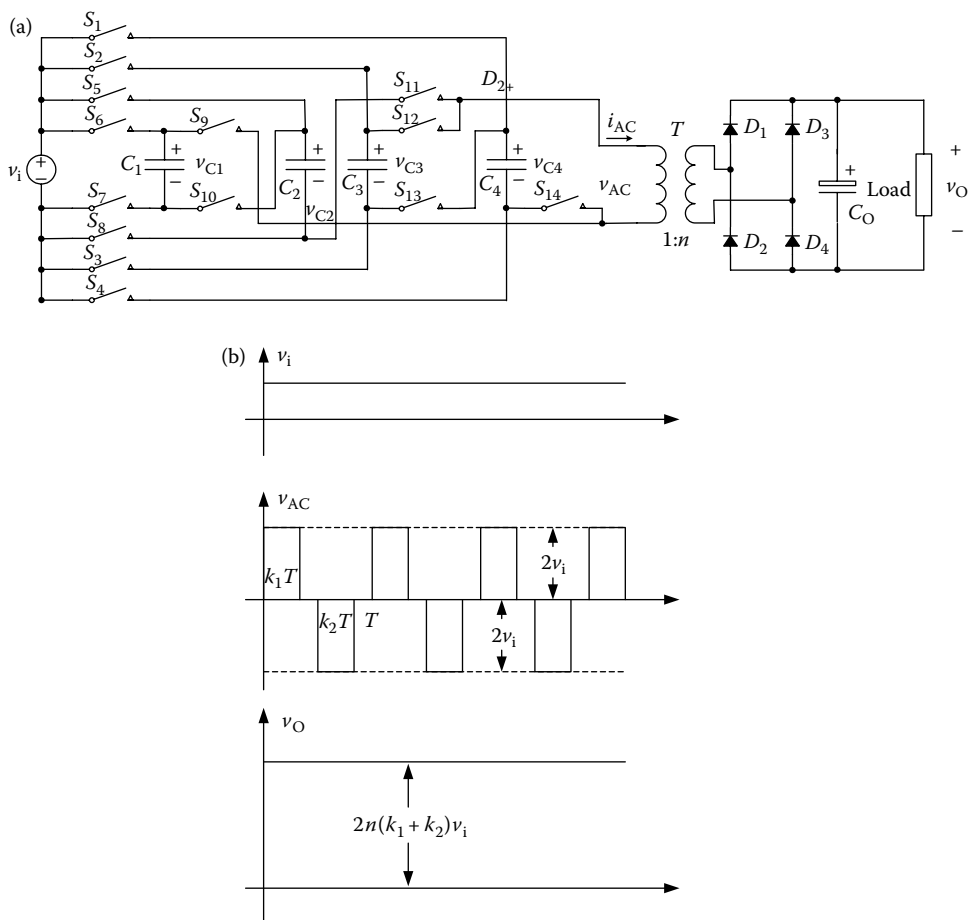 (a)
S1
S2
S5
S6
S9
S10
S7
S8
S3
S4
vi
+
−
C1
+
−
vC1
C2
+
−
vC2
S11
S12
C3
+
−
vC3
S13
D2+
C4
+
−
vC4
S14
iAC
vAC
T
1:n
D1
D3
D2
D4
+
CO
Load
+
vO
−
(b)
vi
vAC
k1T
k2T
T
2vi
2vi
vO
2n(k1 + k2)vi